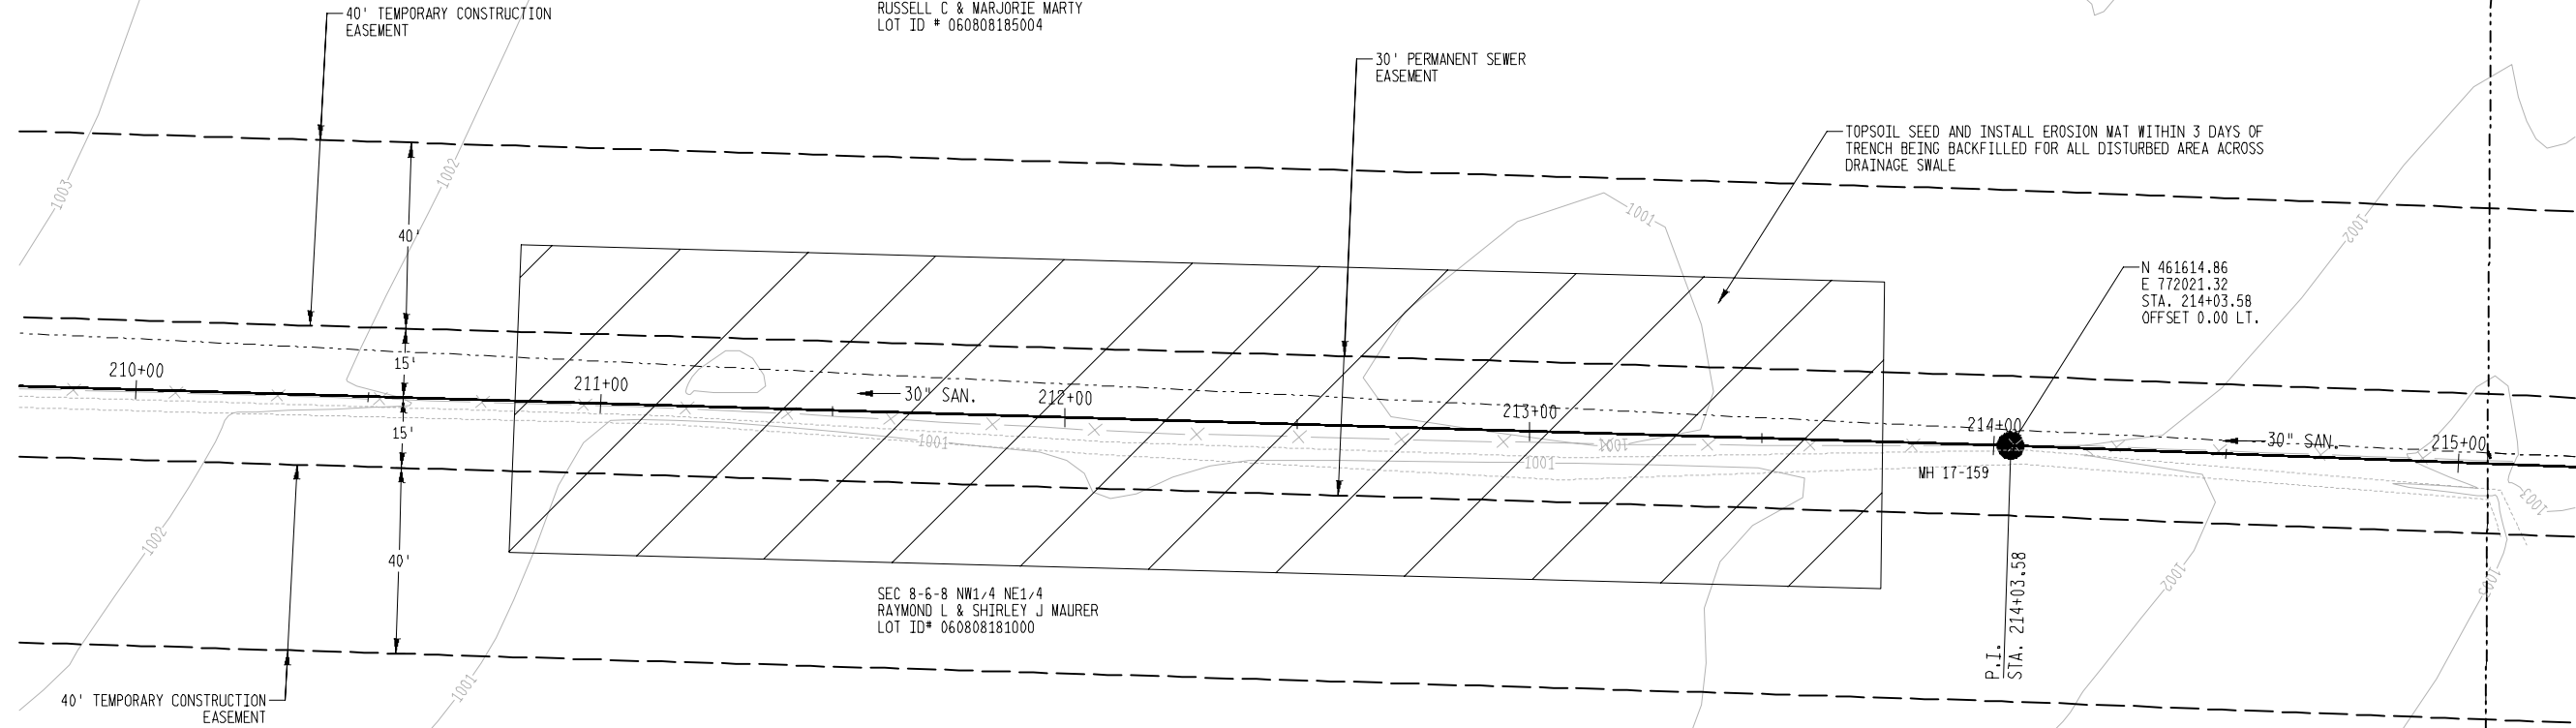 RUSSELL C & MARJORIE MARTY
LOT ID # 060808185004
40' TEMPORARY CONSTRUCTION
EASEMENT
30' PERMANENT SEWER
EASEMENT
TOPSOIL SEED AND INSTALL EROSION MAT WITHIN 3 DAYS OF
TRENCH BEING BACKFILLED FOR ALL DISTURBED AREA ACROSS
DRAINAGE SWALE
1003
1002
1001
1002
40'
N 461614.86
E 772021.32
STA. 214+03.58
OFFSET 0.00 LT.
15'
210+00
211+00
30" SAN.
212+00
213+00
214+00
30" SAN.
215+00
15'
1001
1001
1001
MH 17-159
1003
1002
40'
1002
1003
P.I.
STA. 214+03.58
SEC 8-6-8 NW1/4 NE1/4
RAYMOND L & SHIRLEY J MAURER
LOT ID# 060808181000
1001
40' TEMPORARY CONSTRUCTION
EASEMENT